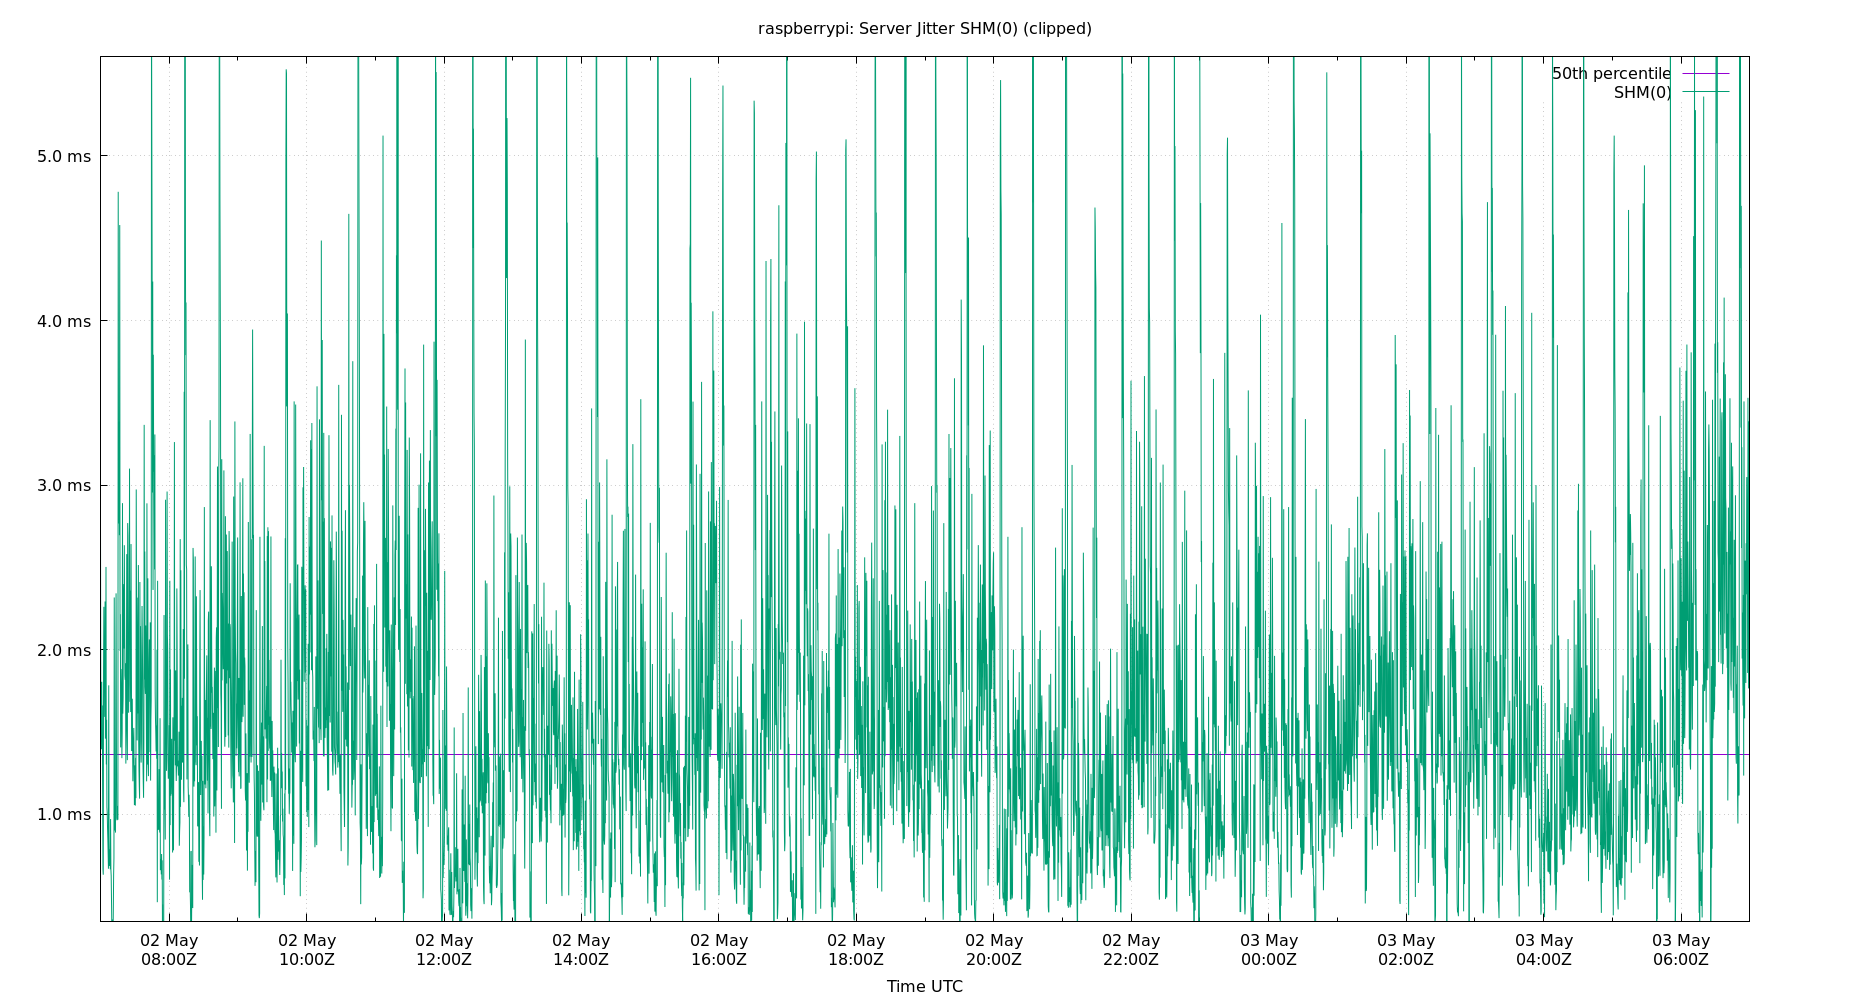 raspberrypi: Server Jitter SHM(0) (clipped)
50th percentile
SHM(0)
5.0 ms
4.0 ms
3.0 ms
2.0 ms
1.0 ms
02 May 02 May 02 May 02 May 02 May 02 May 02 May 02 May 03 May 03 May 03 May 03 May
08:00Z 10:00Z 12:00Z 14:00Z 16:00Z 18:00Z 20:00Z 22:00Z 00:00Z 02:00Z 04:00Z 06:00Z
Time UTC